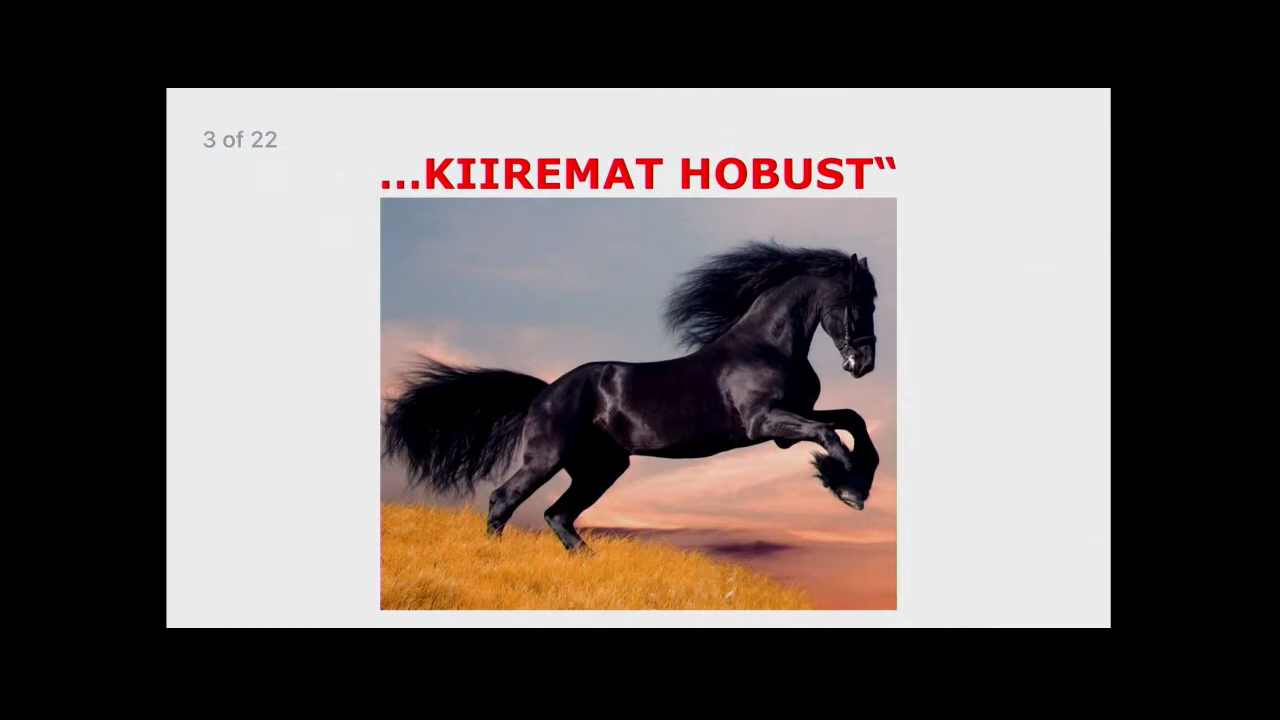 3 of 22
...KIIREMAT HOBUST“